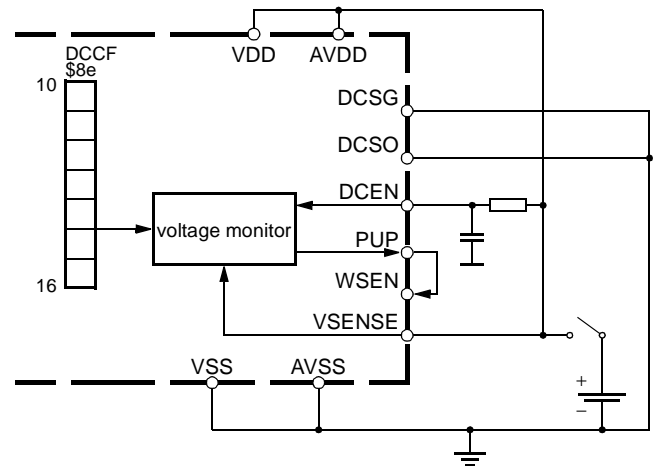 DCCF
$8e
10
16
VDD
AVDD
DCSG
DCSO
DCEN
voltage monitor
PUP
WSEN
VSENSE
VSS
AVSS
+
−